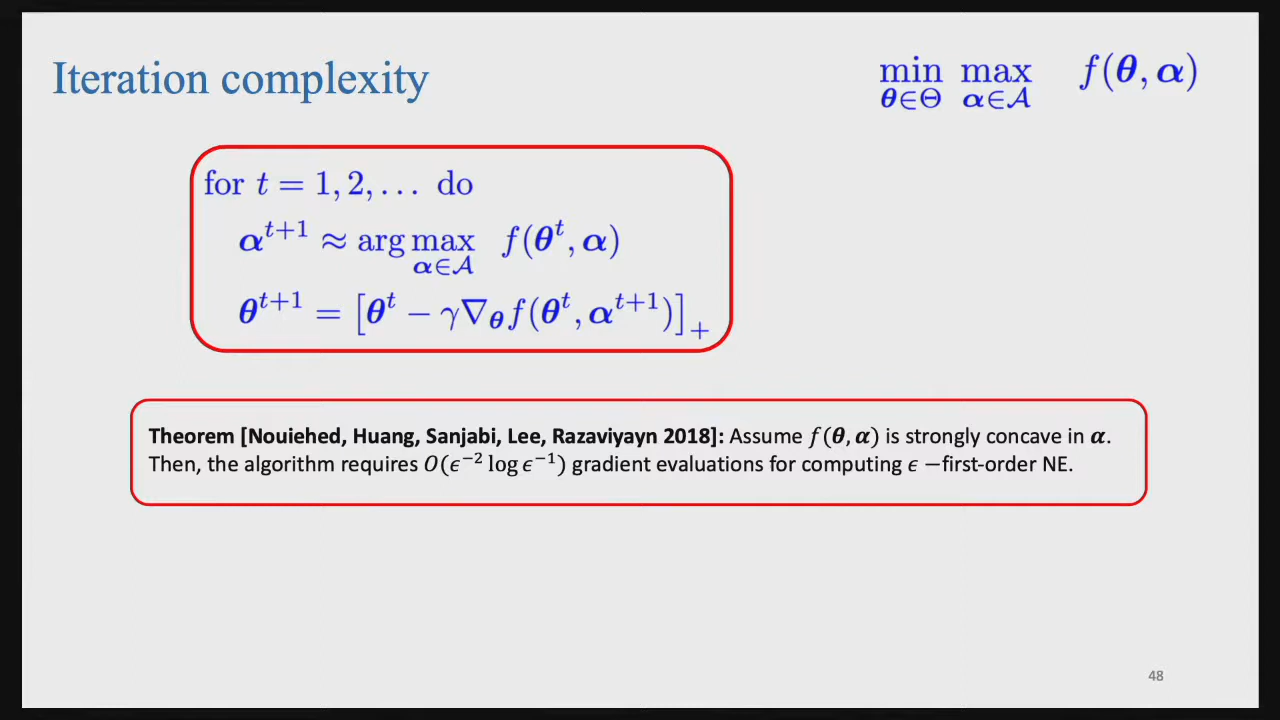 Iteration complexity
min max f(θ, α)
θ∈Θ α∈𝒜
for t = 1, 2, . . . do
α^{t+1} ≈ arg max f(θ^t, α)
α∈𝒜
θ^{t+1} = [θ^t − γ∇_θ f(θ^t, α^{t+1})]_+
Theorem [Nouiehed, Huang, Sanjabi, Lee, Razaviyayn 2018]: Assume f(θ, α) is strongly concave in α.
Then, the algorithm requires O(ϵ^{−2} log ϵ^{−1}) gradient evaluations for computing ϵ −first-order NE.
48